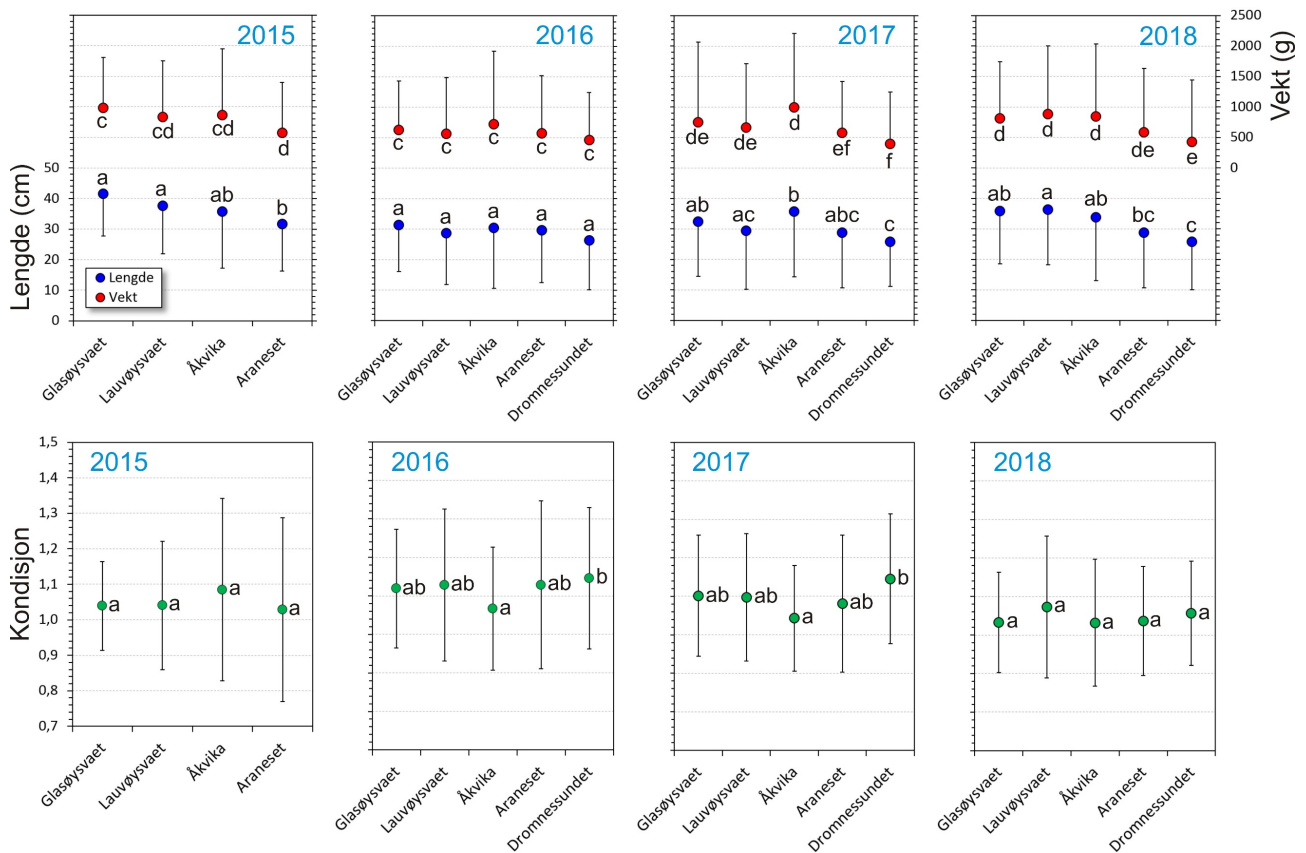 2015
2016
2017
2018
2500
2000
1500
1000
500
0
Vekt (g)
c
cd
cd
d
c
c
c
c
c
de
de
d
ef
f
d
d
d
de
e
Lengde (cm)
50
40
30
20
10
0
a
a
ab
b
a
a
a
a
a
ab
ac
b
abc
c
ab
a
ab
bc
c
Lengde
Vekt
Glasøysvaet
Lauvøysvaet
Åkvika
Araneset
Glasøysvaet
Lauvøysvaet
Åkvika
Araneset
Dromnessundet
Glasøysvaet
Lauvøysvaet
Åkvika
Araneset
Dromnessundet
Glasøysvaet
Lauvøysvaet
Åkvika
Araneset
Dromnessundet
Kondisjon
1,5
1,4
1,3
1,2
1,1
1,0
0,9
0,8
0,7
2015
2016
2017
2018
a
a
a
a
ab
ab
a
ab
b
ab
ab
a
ab
b
a
a
a
a
a
Glasøysvaet
Lauvøysvaet
Åkvika
Araneset
Glasøysvaet
Lauvøysvaet
Åkvika
Araneset
Dromnessundet
Glasøysvaet
Lauvøysvaet
Åkvika
Araneset
Dromnessundet
Glasøysvaet
Lauvøysvaet
Åkvika
Araneset
Dromnessundet